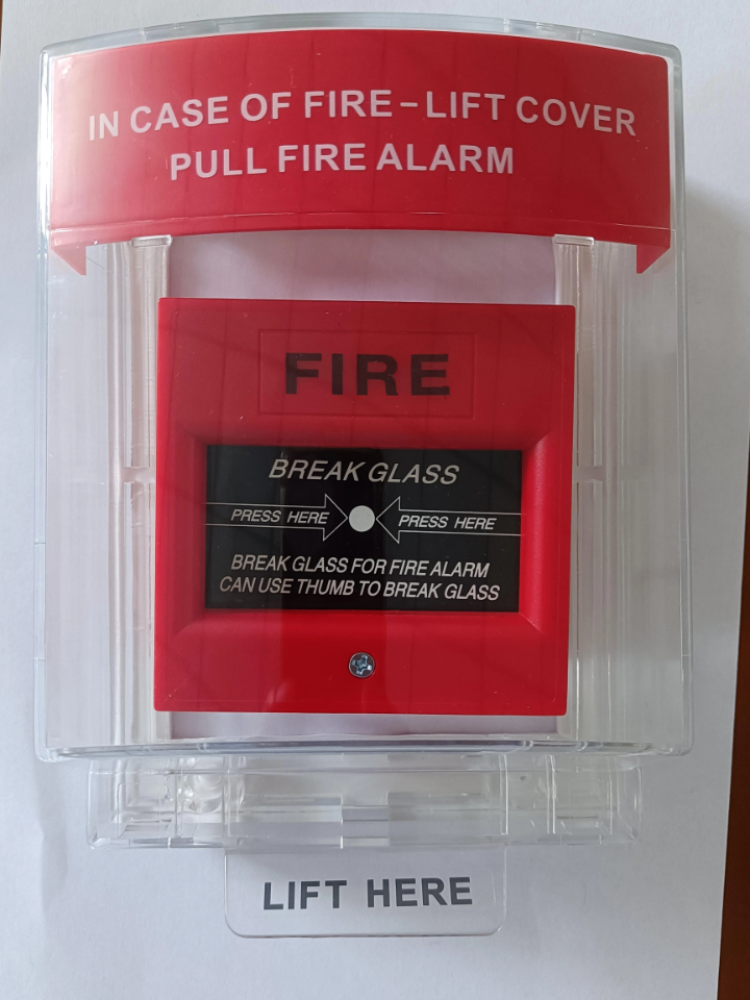 IN CASE OF FIRE – LIFT COVER
PULL FIRE ALARM
FIRE
BREAK GLASS
PRESS HERE PRESS HERE
BREAK GLASS FOR FIRE ALARM
CAN USE THUMB TO BREAK GLASS
LIFT HERE